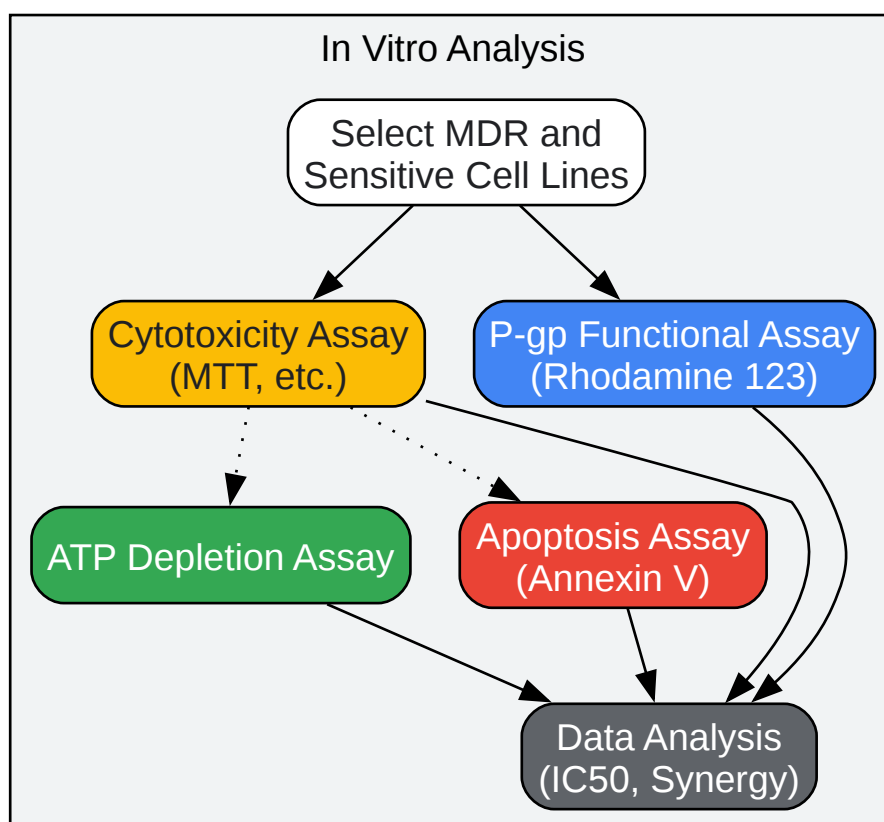 In Vitro Analysis
Select MDR and
Sensitive Cell Lines
Cytotoxicity Assay
(MTT, etc.)
P-gp Functional Assay
(Rhodamine 123)
ATP Depletion Assay
Apoptosis Assay
(Annexin V)
Data Analysis
(IC50, Synergy)